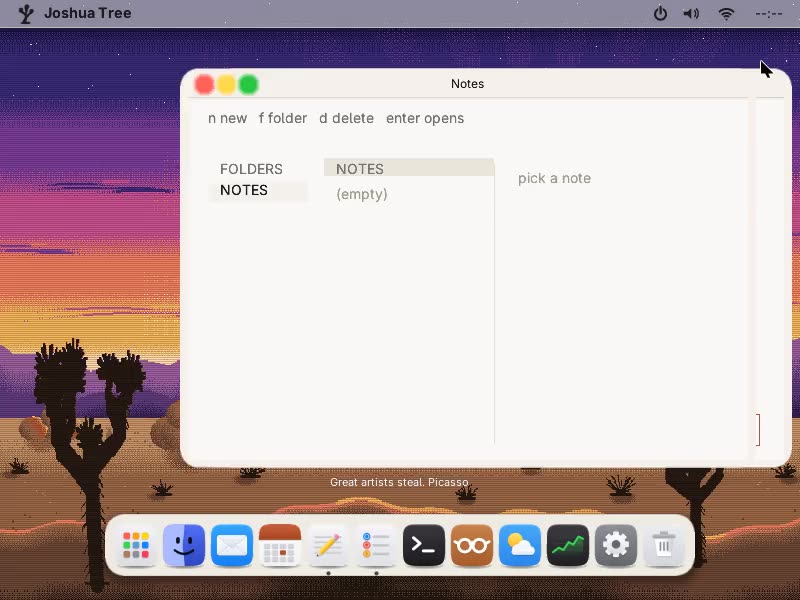 Joshua Tree
--:--
Notes
n new f folder d delete enter opens
FOLDERS
NOTES
NOTES
(empty)
pick a note
Great artists steal. Picasso